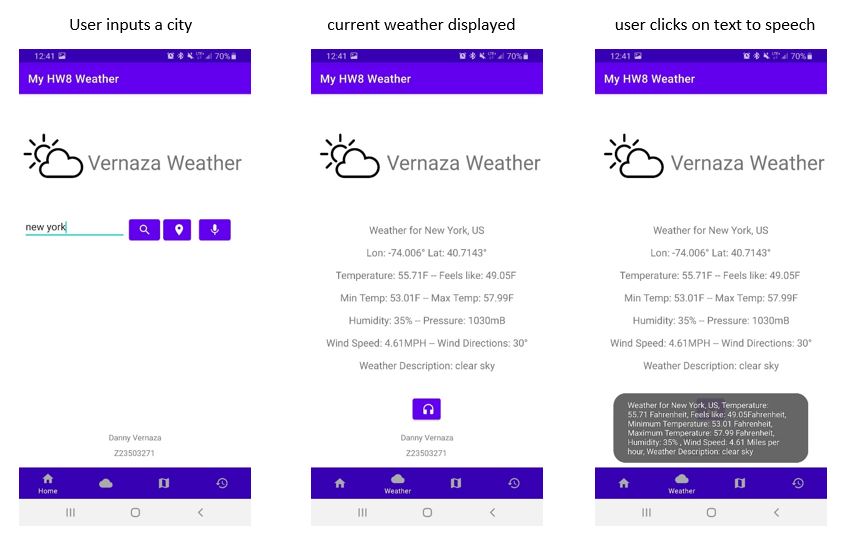 User inputs a city
current weather displayed
user clicks on text to speech
12:41
70%
My HW8 Weather
Vernaza Weather
new york
Danny Vernaza
Z23503271
Home
12:41
70%
My HW8 Weather
Vernaza Weather
Weather for New York, US
Lon: -74.006° Lat: 40.7143°
Temperature: 55.71F -- Feels like: 49.05F
Min Temp: 53.01F -- Max Temp: 57.99F
Humidity: 35% -- Pressure: 1030mB
Wind Speed: 4.61MPH -- Wind Directions: 30°
Weather Description: clear sky
Danny Vernaza
Z23503271
Weather
12:41
70%
My HW8 Weather
Vernaza Weather
Weather for New York, US
Lon: -74.006° Lat: 40.7143°
Temperature: 55.71F -- Feels like: 49.05F
Min Temp: 53.01F -- Max Temp: 57.99F
Humidity: 35% -- Pressure: 1030mB
Wind Speed: 4.61MPH -- Wind Directions: 30°
Weather Description: clear sky
Weather for New York, US, Temperature:
55.71 Fahrenheit, Feels like: 49.05Fahrenheit,
Minimum Temperature: 53.01 Fahrenheit,
Maximum Temperature: 57.99 Fahrenheit,
Humidity: 35% , Wind Speed: 4.61 Miles per
hour, Weather Description: clear sky
Weather